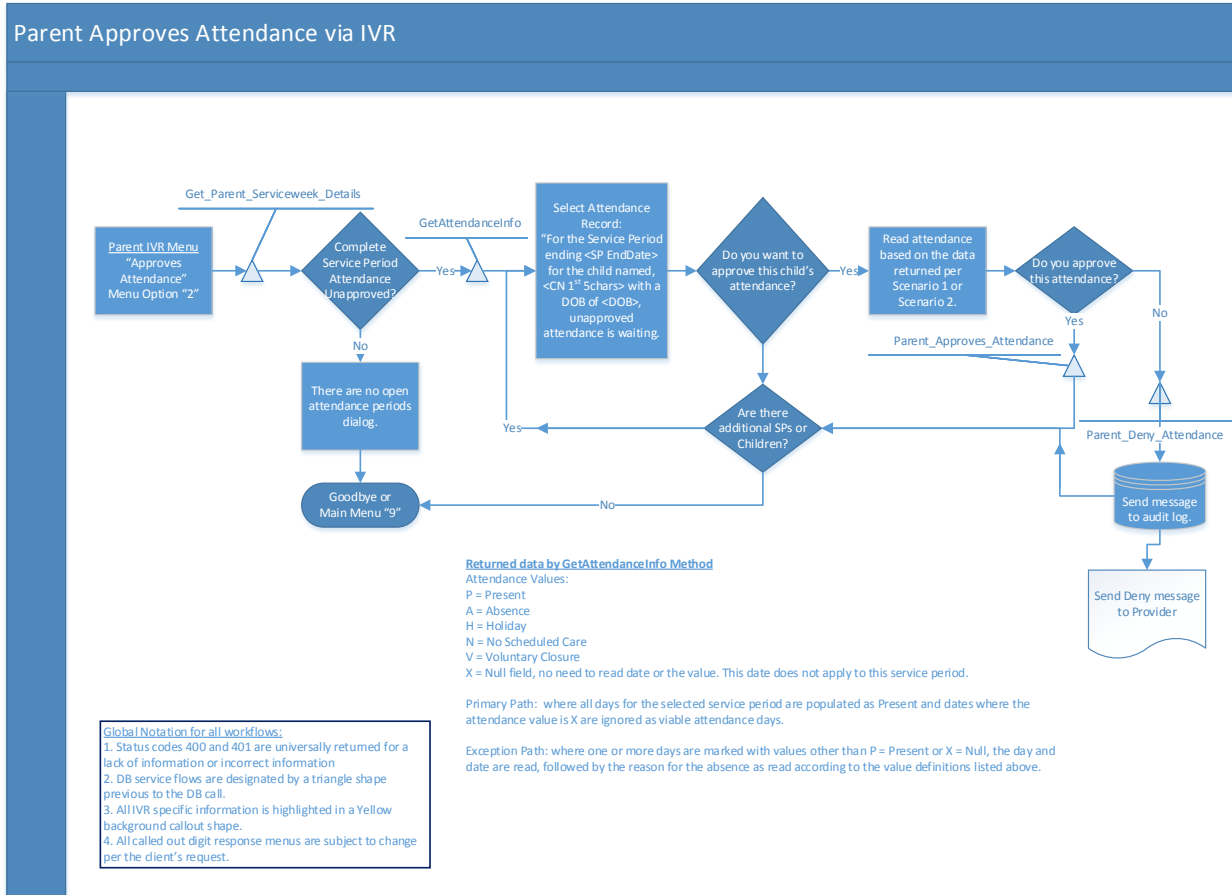 Parent Approves Attendance via IVR
Get_Parent_Serviceweek_Details
GetAttendanceInfo
Parent IVR Menu
“Approves
Attendance”
Menu Option “2”
Complete
Service Period
Attendance
Unapproved?
Yes
No
Select Attendance
Record:
“For the Service Period
ending <SP EndDate>
for the child named,
<CN 1st 5chars> with a
DOB of <DOB>,
unapproved
attendance is waiting.
Do you want to
approve this child’s
attendance?
Yes
Read attendance
based on the data
returned per
Scenario 1 or
Scenario 2.
Do you approve
this attendance?
Yes
No
Parent_Approves_Attendance
There are no open
attendance periods
dialog.
Are there
additional SPs or
Children?
Yes
No
Parent_Deny_Attendance
Goodbye or
Main Menu “9”
Send message
to audit log.
Send Deny message
to Provider
Returned data by GetAttendanceInfo Method
Attendance Values:
P = Present
A = Absence
H = Holiday
N = No Scheduled Care
V = Voluntary Closure
X = Null field, no need to read date or the value. This date does not apply to this service period.
Primary Path:  where all days for the selected service period are populated as Present and dates where the
attendance value is X are ignored as viable attendance days.
Exception Path: where one or more days are marked with values other than P = Present or X = Null, the day and
date are read, followed by the reason for the absence as read according to the value definitions listed above.
Global Notation for all workflows:
1. Status codes 400 and 401 are universally returned for a
lack of information or incorrect information
2. DB service flows are designated by a triangle shape
previous to the DB call.
3. All IVR specific information is highlighted in a Yellow
background callout shape.
4. All called out digit response menus are subject to change
per the client’s request.